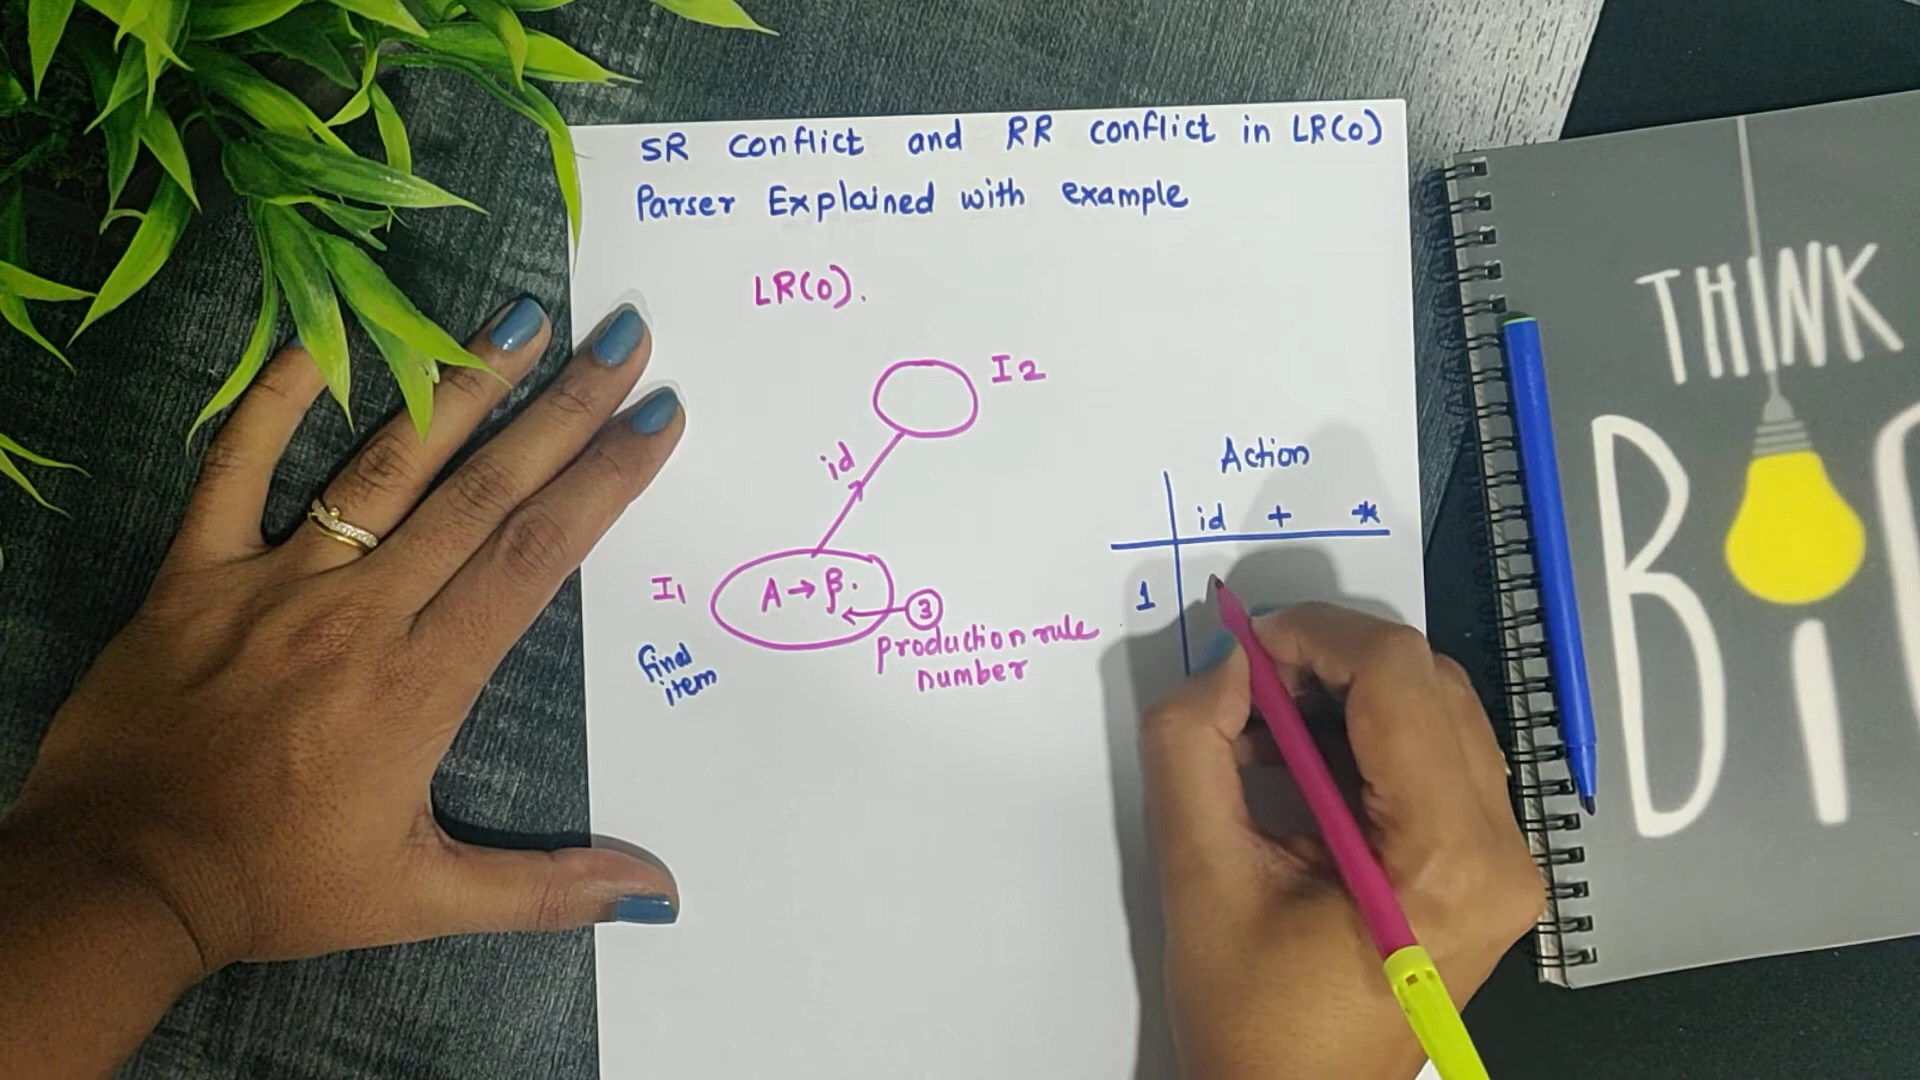 SR conflict and RR conflict in LR(0)
Parser Explained with example
LR(0).
I2
id
Action
id + *
I1 A→β. 3
1
production rule
number
final
item
THINK
BiG